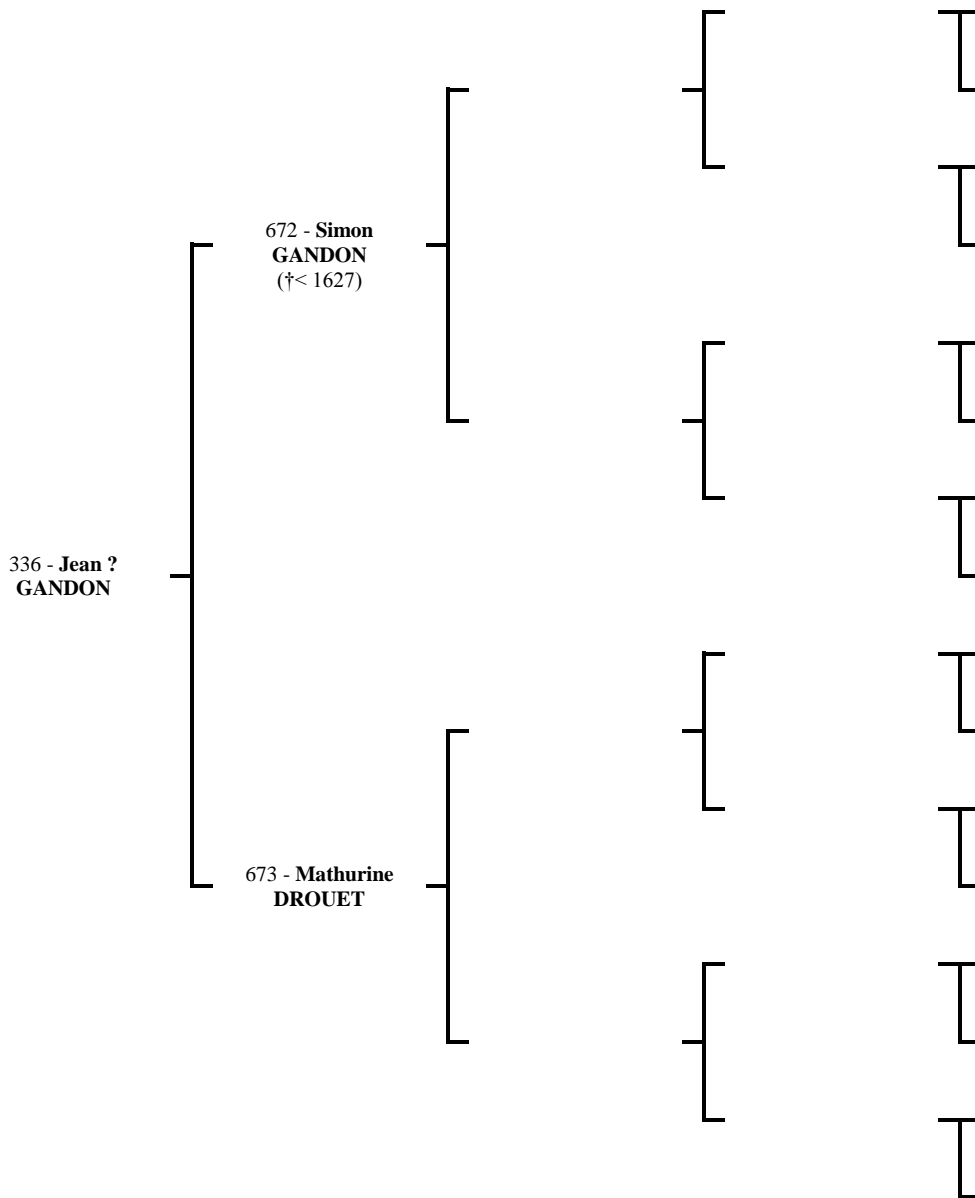 672 - Simon
GANDON
(†< 1627)
336 - Jean ?
GANDON
673 - Mathurine
DROUET